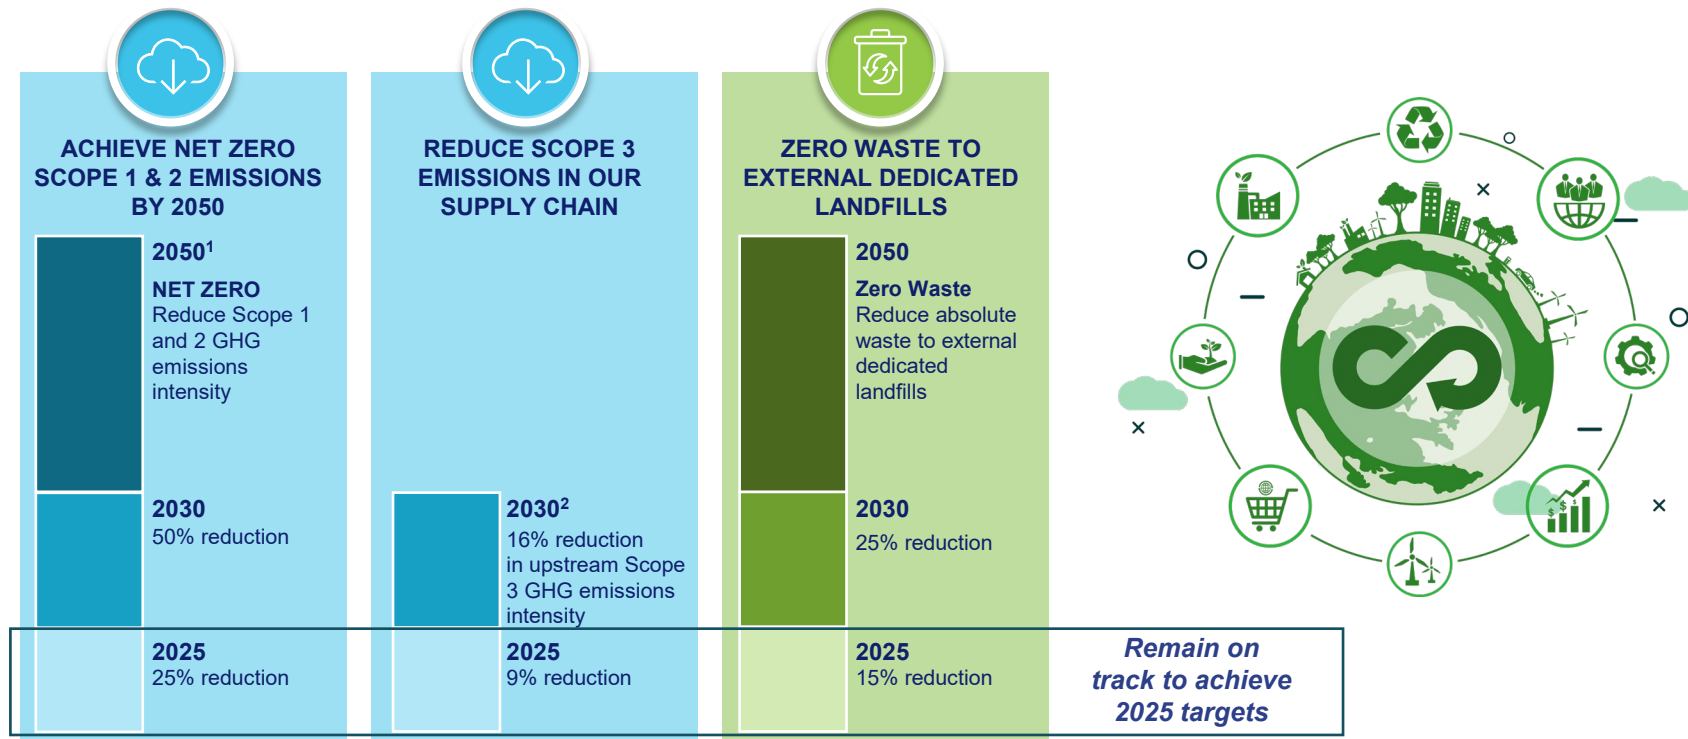 ACHIEVE NET ZERO
SCOPE 1 & 2 EMISSIONS
BY 2050
2050¹
NET ZERO
Reduce Scope 1
and 2 GHG
emissions
intensity
2030
50% reduction
2025
25% reduction
REDUCE SCOPE 3
EMISSIONS IN OUR
SUPPLY CHAIN
2030²
16% reduction
in upstream Scope
3 GHG emissions
intensity
2025
9% reduction
ZERO WASTE TO
EXTERNAL DEDICATED
LANDFILLS
2050
Zero Waste
Reduce absolute
waste to external
dedicated
landfills
2030
25% reduction
2025
15% reduction
Remain on
track to achieve
2025 targets